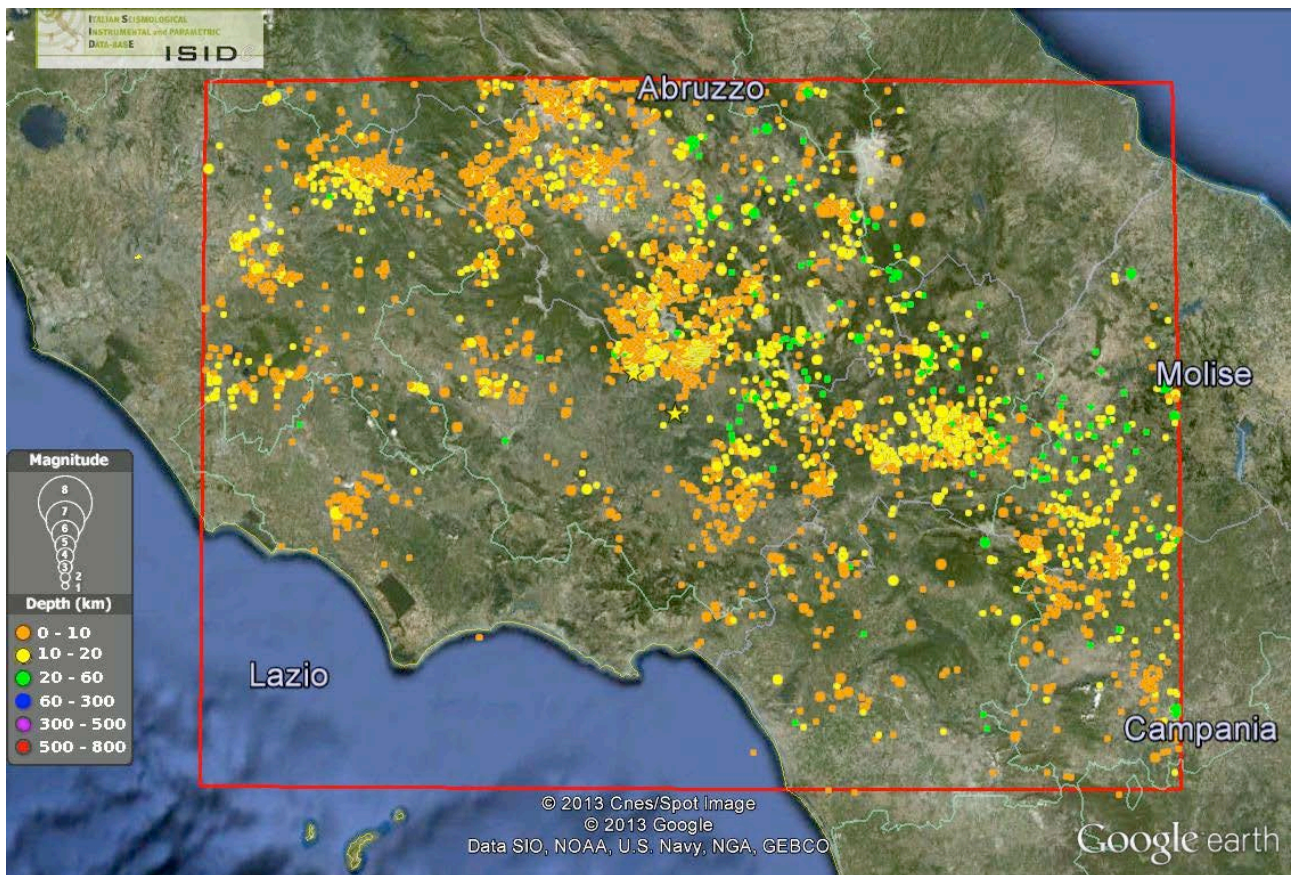 ITALIAN SEISMOLOGICAL
INSTRUMENTAL and PARAMETRIC
DATA-BASE
ISID
Abruzzo
Molise
Magnitude
8
7
6
5
4
3
2
1
Depth (km)
0 - 10
10 - 20
20 - 60
60 - 300
300 - 500
500 - 800
Lazio
Campania
© 2013 Cnes/Spot Image
© 2013 Google
Data SIO, NOAA, U.S. Navy, NGA, GEBCO
Google earth